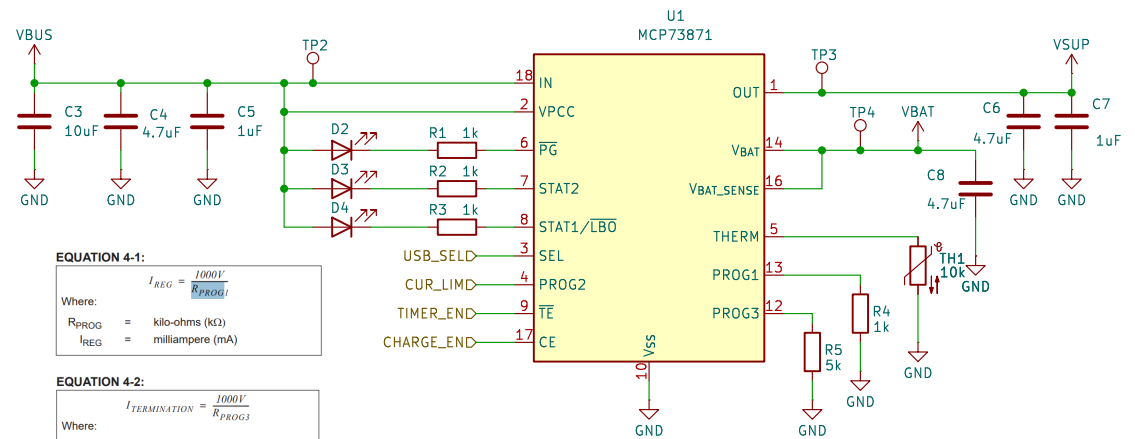 U1
MCP73871
VBUS
TP2
18
IN
C3
10uF
C4
4.7uF
C5
1uF
GND
GND
GND
2
VPCC
D2
R1 1k
6
PG
D3
R2 1k
7
STAT2
D4
R3 1k
8
STAT1/LBO
USB_SEL
3
SEL
CUR_LIM
4
PROG2
TIMER_EN
9
TE
CHARGE_EN
17
CE
Vss
10
GND
OUT
1
TP3
VSUP
C6
4.7uF
C7
1uF
GND
GND
VBAT
14
TP4
VBAT
VBAT_SENSE
16
C8
4.7uF
GND
THERM
5
TH1
10k
GND
PROG1
13
R4
1k
GND
PROG3
12
R5
5k
GND
EQUATION 4-1:
IREG = 1000V
RPROG1
Where:
RPROG = kilo-ohms (kΩ)
IREG = milliampere (mA)
EQUATION 4-2:
ITERMINATION = 1000V
RPROG3
Where: